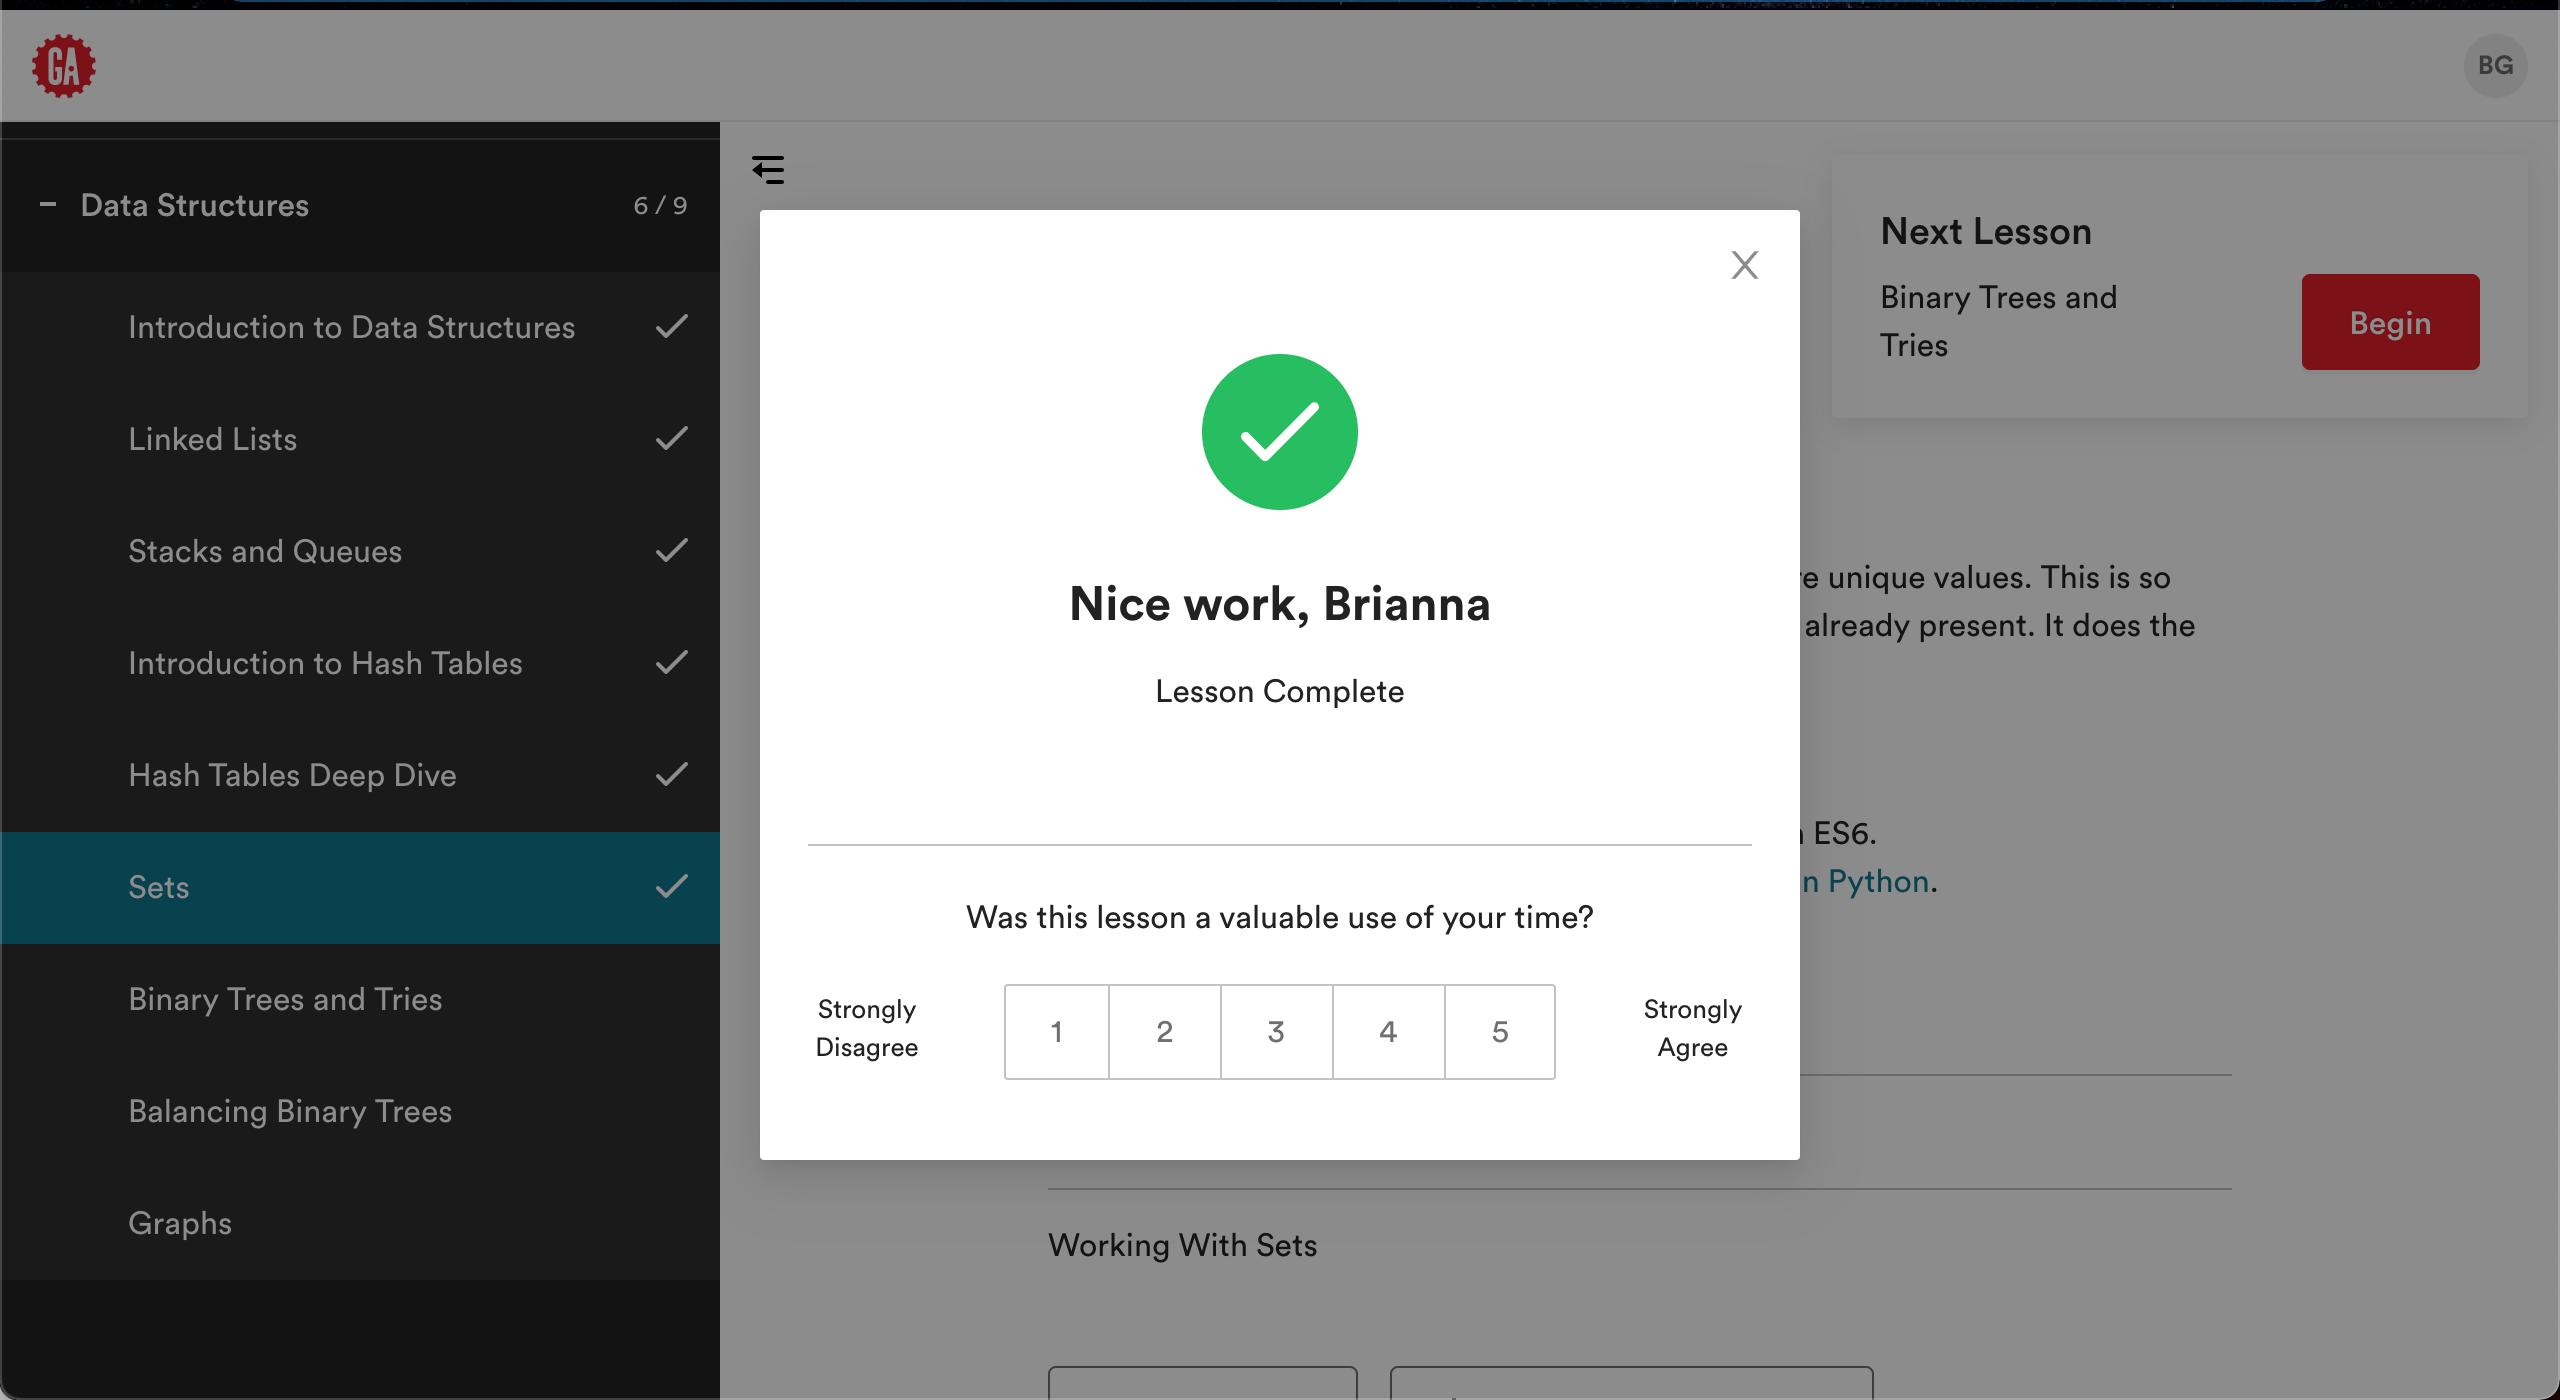 GA
BG
Data Structures 6 / 9
Introduction to Data Structures
Linked Lists
Stacks and Queues
Introduction to Hash Tables
Hash Tables Deep Dive
Sets
Binary Trees and Tries
Balancing Binary Trees
Graphs
Next Lesson
Binary Trees and
Tries
Begin
X
Nice work, Brianna
Lesson Complete
Was this lesson a valuable use of your time?
Strongly
Disagree
1 2 3 4 5
Strongly
Agree
unique values. This is so
already present. It does the
ES6.
Python.
Working With Sets